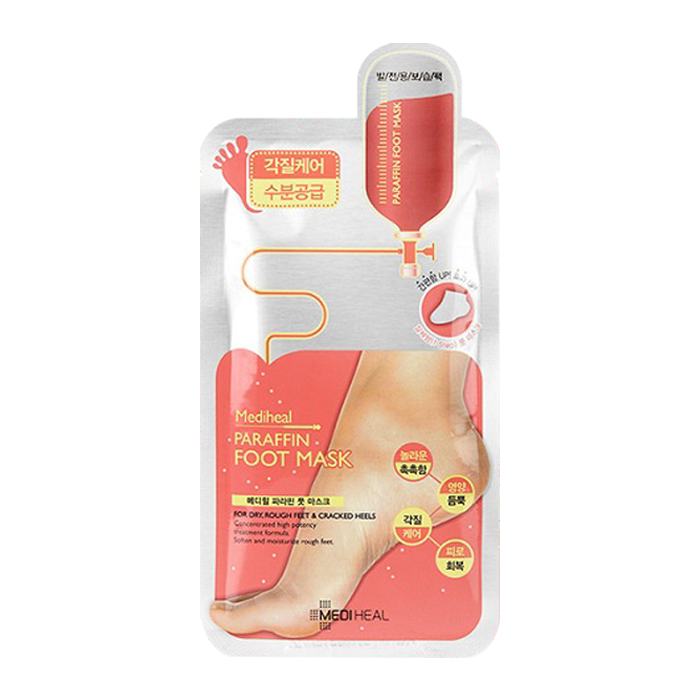 발/전/용/보/습/팩
PARAFFIN FOOT MASK
각질케어
수분공급
Mediheal
PARAFFIN
FOOT MASK
메디힐 파라핀 풋 마스크
FOR DRY, ROUGH FEET & CRACKED HEELS
Concentrated high potency
treatment formula.
Soften and moisturize rough feet.
놀라운
촉촉함
영양
듬뿍
각질
케어
피로
회복
MEDIHEAL